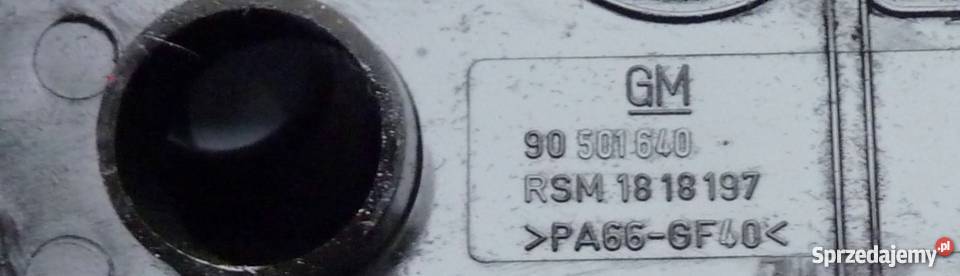 GM
90 501 640
RSM 18 18 197
>PA66-GF40<
Sprzedajemy.pl